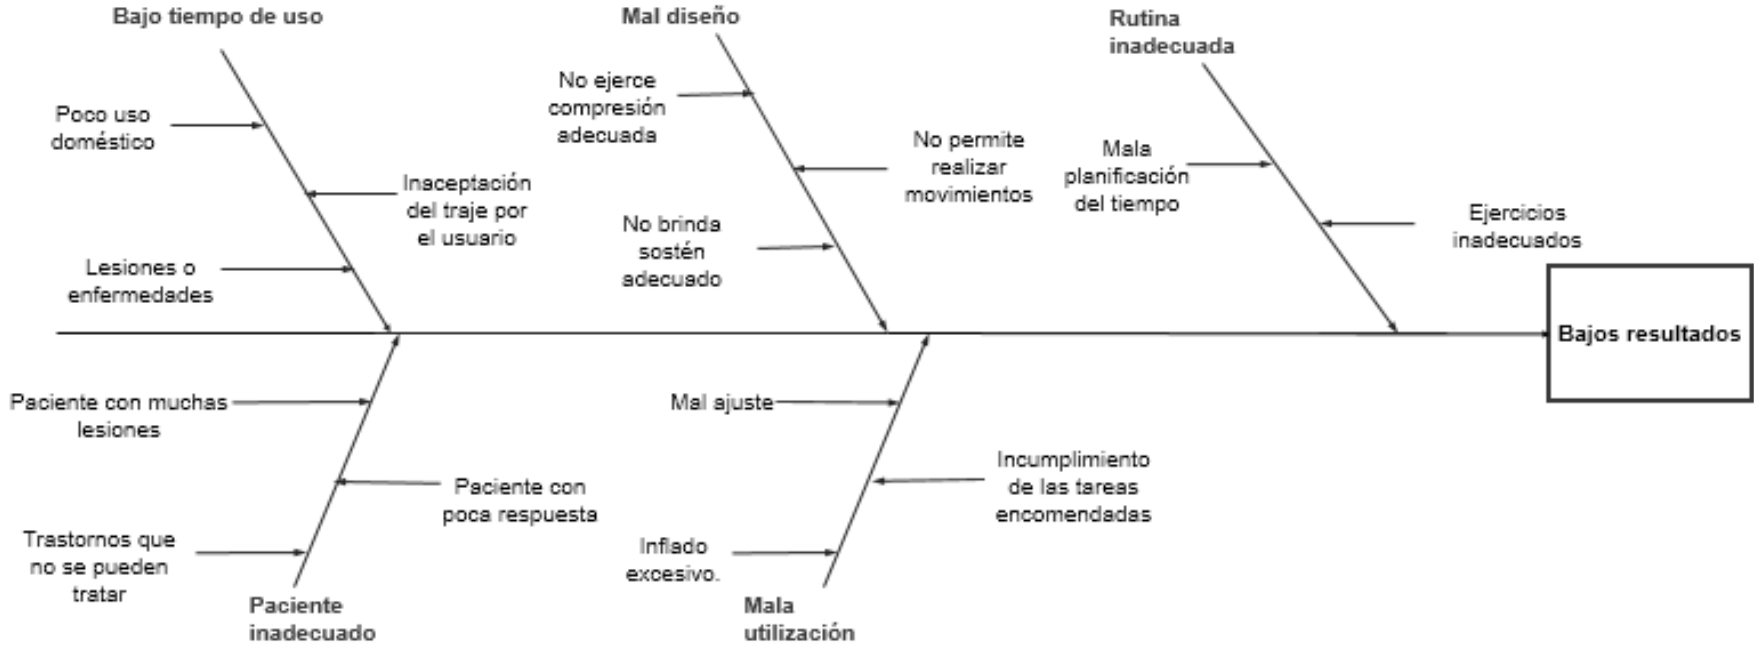 Bajo tiempo de uso
Mal diseño
Rutina
inadecuada
Poco uso
doméstico
Inaceptación
del traje por
el usuario
Lesiones o
enfermedades
No ejerce
compresión
adecuada
No permite
realizar
movimientos
No brinda
sostén
adecuado
Mala
planificación
del tiempo
Ejercicios
inadecuados
Bajos resultados
Paciente con muchas
lesiones
Paciente con
poca respuesta
Trastornos que
no se pueden
tratar
Paciente
inadecuado
Mal ajuste
Incumplimiento
de las tareas
encomendadas
Inflado
excesivo.
Mala
utilización